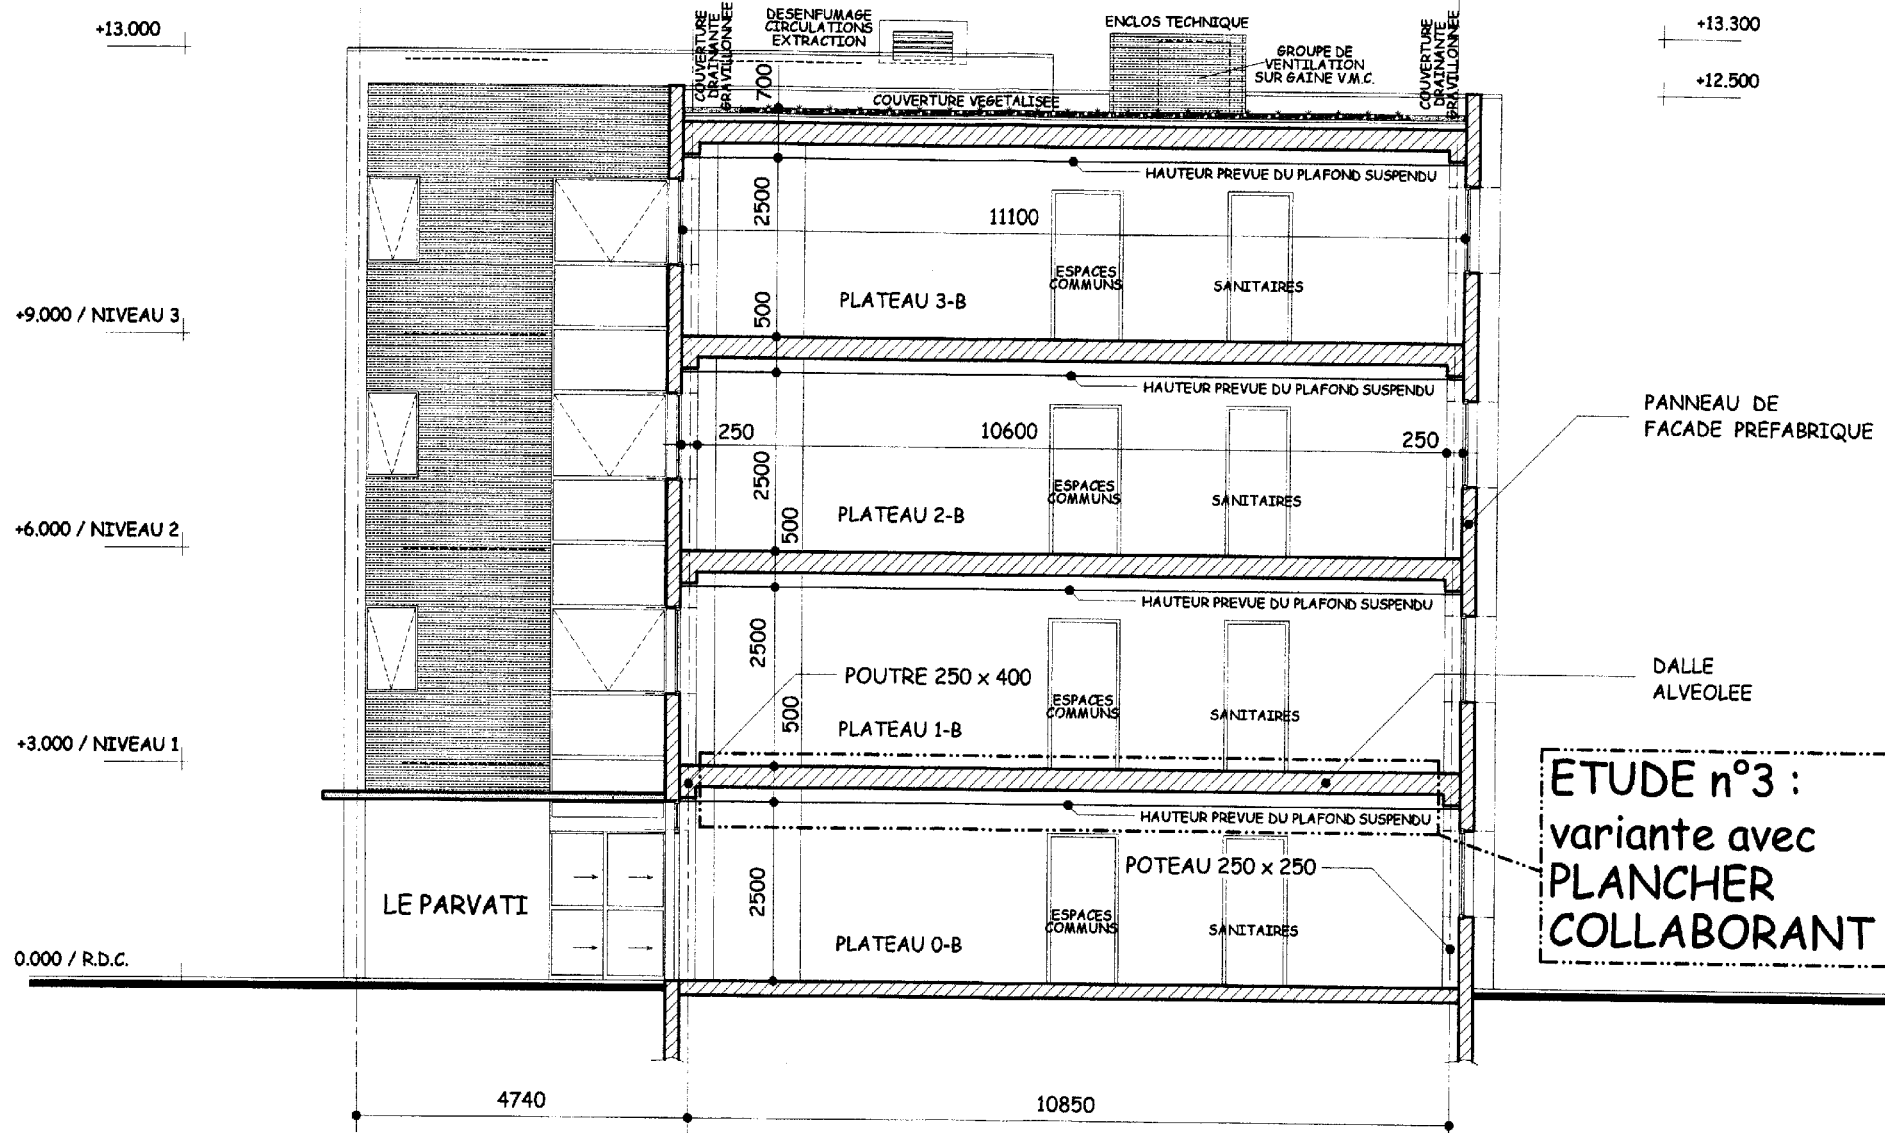 +13.000
COUVERTURE
DRAINANTE
GRAVILLONNEE
DESENFUMAGE
CIRCULATIONS
EXTRACTION
ENCLOS TECHNIQUE
GROUPE DE
VENTILATION
SUR GAINE V.M.C.
COUVERTURE
DRAINANTE
GRAVILLONNEE
+13.300
+12.500
700
COUVERTURE VEGETALISEE
HAUTEUR PREVUE DU PLAFOND SUSPENDU
2500
11100
ESPACES
COMMUNS
SANITAIRES
PLATEAU 3-B
500
+9.000 / NIVEAU 3
HAUTEUR PREVUE DU PLAFOND SUSPENDU
PANNEAU DE
FACADE PREFABRIQUE
250
10600
250
2500
ESPACES
COMMUNS
SANITAIRES
PLATEAU 2-B
500
+6.000 / NIVEAU 2
HAUTEUR PREVUE DU PLAFOND SUSPENDU
2500
POUTRE 250 x 400
DALLE
ALVEOLEE
ESPACES
COMMUNS
SANITAIRES
500
PLATEAU 1-B
+3.000 / NIVEAU 1
ETUDE n°3 :
variante avec
PLANCHER
COLLABORANT
HAUTEUR PREVUE DU PLAFOND SUSPENDU
POTEAU 250 x 250
2500
LE PARVATI
ESPACES
COMMUNS
SANITAIRES
PLATEAU 0-B
0.000 / R.D.C.
4740
10850